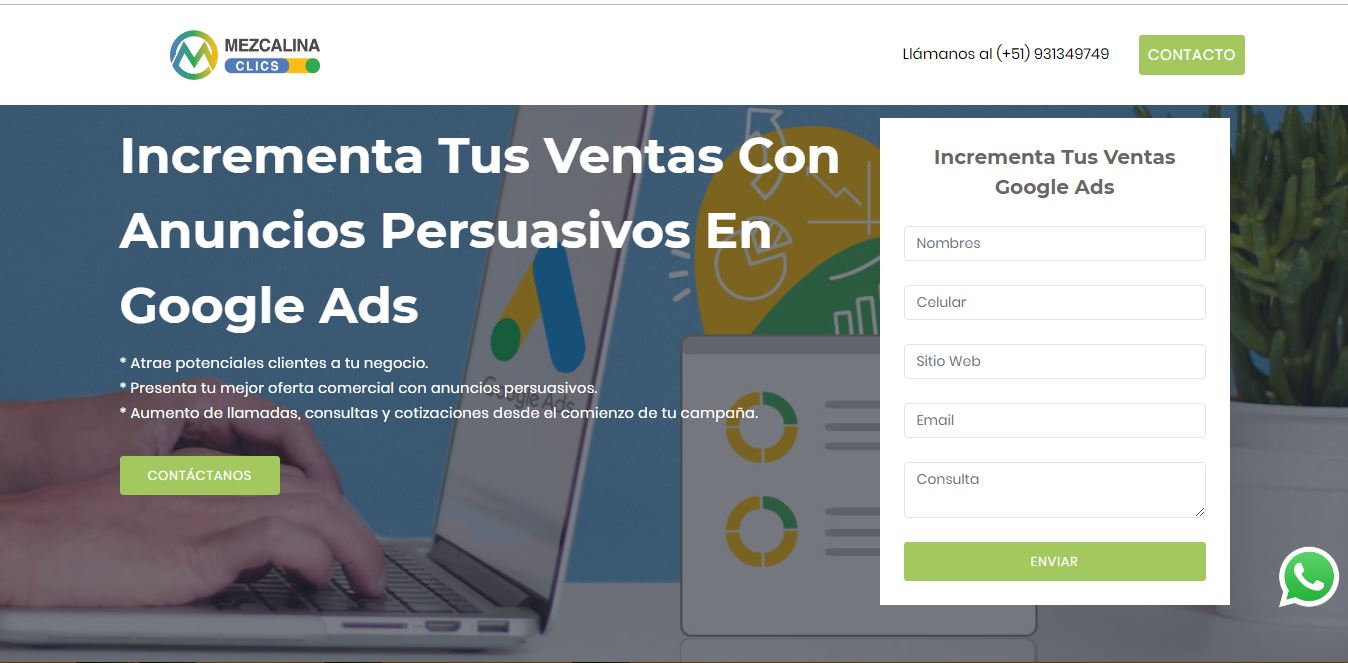 MEZCALINA
CLICS
Llámanos al (+51) 931349749
CONTACTO
Incrementa Tus Ventas Con
Anuncios Persuasivos En
Google Ads
* Atrae potenciales clientes a tu negocio.
* Presenta tu mejor oferta comercial con anuncios persuasivos.
* Aumento de llamadas, consultas y cotizaciones desde el comienzo de tu campaña.
CONTÁCTANOS
Google Ads
Incrementa Tus Ventas
Google Ads
Nombres
Celular
Sitio Web
Email
Consulta
ENVIAR